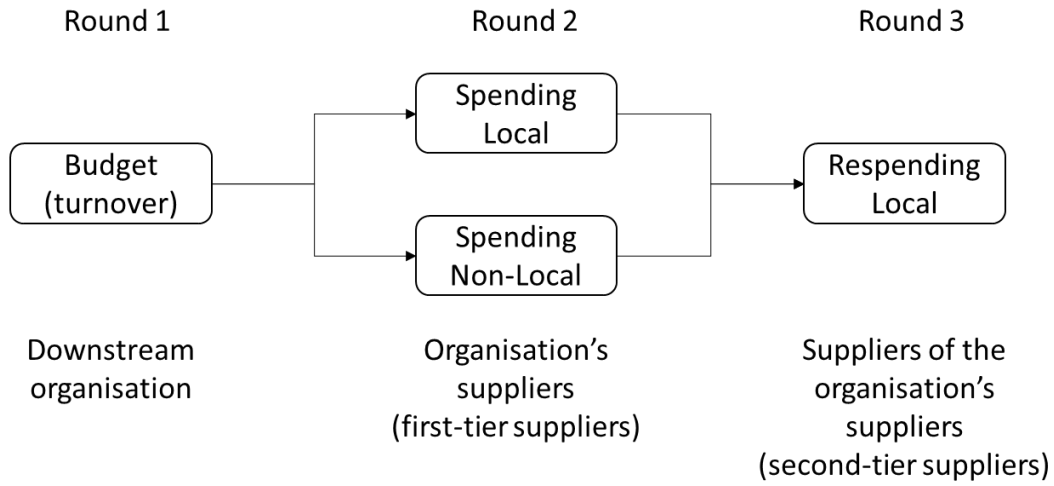 Round 1
Round 2
Round 3
Budget
(turnover)
Spending
Local
Spending
Non-Local
Respending
Local
Downstream
organisation
Organisation’s
suppliers
(first-tier suppliers)
Suppliers of the
organisation’s
suppliers
(second-tier suppliers)